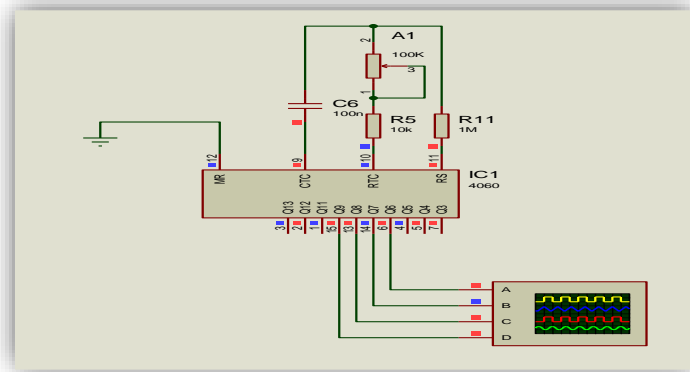 A1
2
100K
3
1
C6
100n
R5
10k
R11
1M
12
9
10
11
MR
CTC
RTC
RS
IC1
4060
Q13
Q12
Q11
Q9
Q8
Q7
Q6
Q5
Q4
Q3
3
2
1
15
13
14
6
4
5
7
A
B
C
D